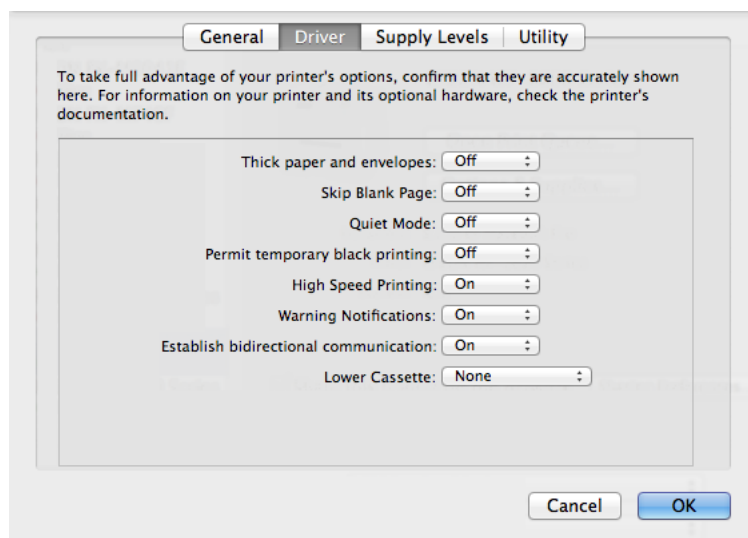 General Driver Supply Levels Utility
To take full advantage of your printer's options, confirm that they are accurately shown
here. For information on your printer and its optional hardware, check the printer's
documentation.
Thick paper and envelopes: Off
Skip Blank Page: Off
Quiet Mode: Off
Permit temporary black printing: Off
High Speed Printing: On
Warning Notifications: On
Establish bidirectional communication: On
Lower Cassette: None
Cancel OK